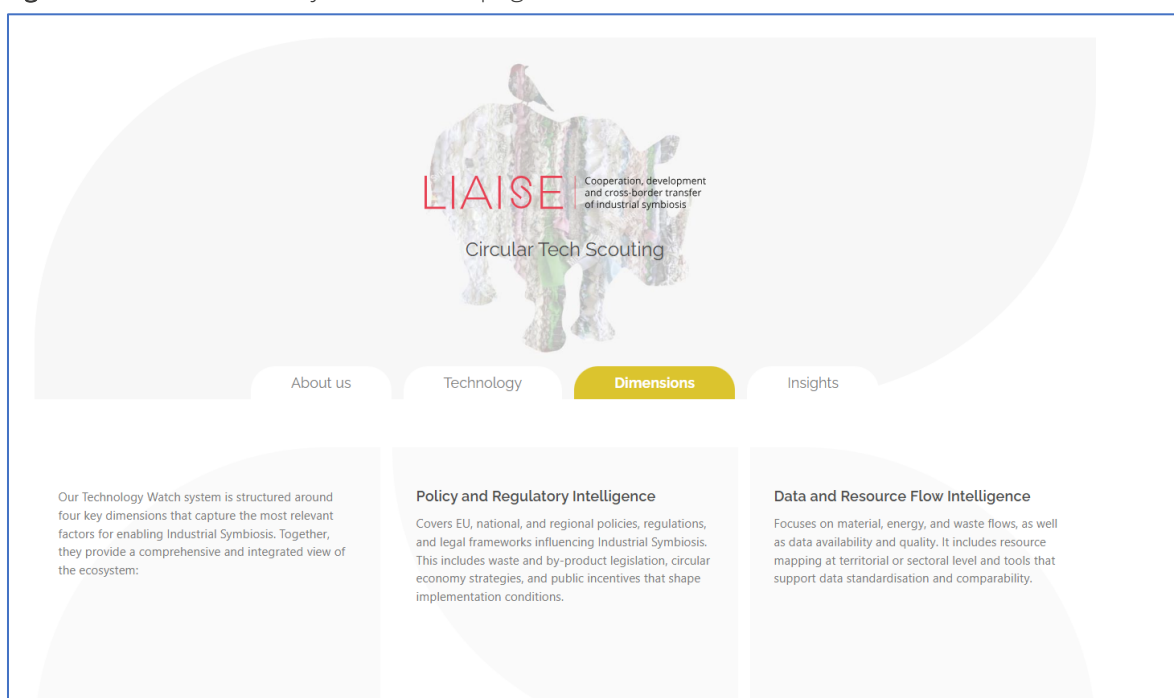 LIAISE
Cooperation, development
and cross-border transfer
of industrial symbiosis
Circular Tech Scouting
About us
Technology
Dimensions
Insights
Our Technology Watch system is structured around
four key dimensions that capture the most relevant
factors for enabling Industrial Symbiosis. Together,
they provide a comprehensive and integrated view of
the ecosystem:
Policy and Regulatory Intelligence
Covers EU, national, and regional policies, regulations,
and legal frameworks influencing Industrial Symbiosis.
This includes waste and by-product legislation, circular
economy strategies, and public incentives that shape
implementation conditions.
Data and Resource Flow Intelligence
Focuses on material, energy, and waste flows, as well
as data availability and quality. It includes resource
mapping at territorial or sectoral level and tools that
support data standardisation and comparability.